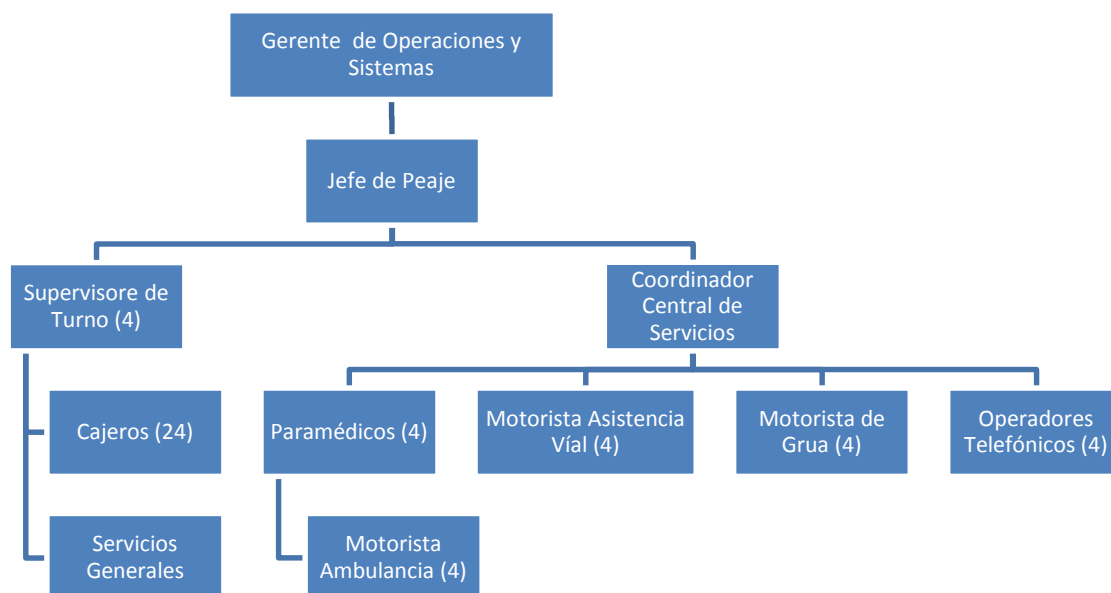 Gerente  de Operaciones y
Sistemas
Jefe de Peaje
Supervisore de
Turno (4)
Coordinador
Central de
Servicios
Cajeros (24)
Paramédicos (4)
Motorista Asistencia
Víal (4)
Motorista de
Grua (4)
Operadores
Telefónicos (4)
Servicios
Generales
Motorista
Ambulancia (4)